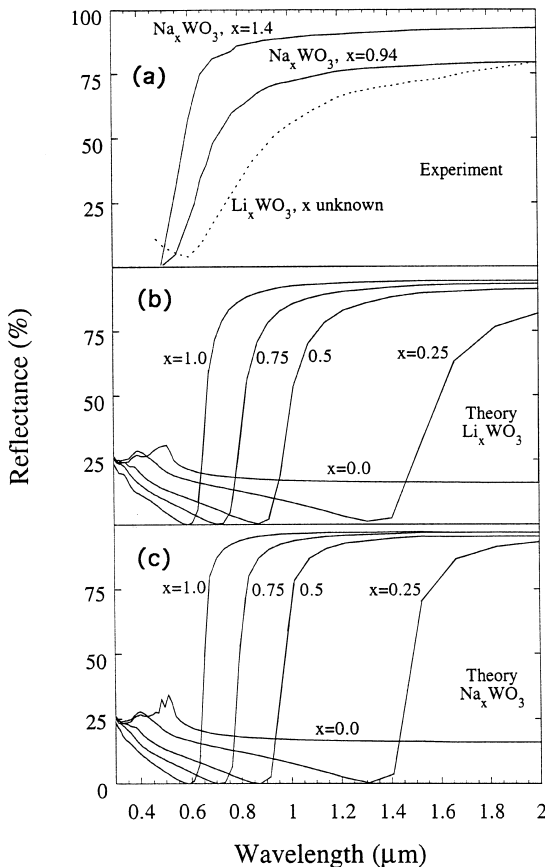 100
Na_xWO_3, x=1.4
Na_xWO_3, x=0.94
75
(a)
50
Experiment
25
Li_xWO_3, x unknown
(b)
75
x=1.0
0.75
0.5
x=0.25
50
Theory
Li_xWO_3
25
x=0.0
(c)
75
x=1.0
0.75
0.5
x=0.25
50
Theory
Na_xWO_3
25
x=0.0
0
0.4 0.6 0.8 1 1.2 1.4 1.6 1.8 2
Wavelength (μm)
Reflectance (%)